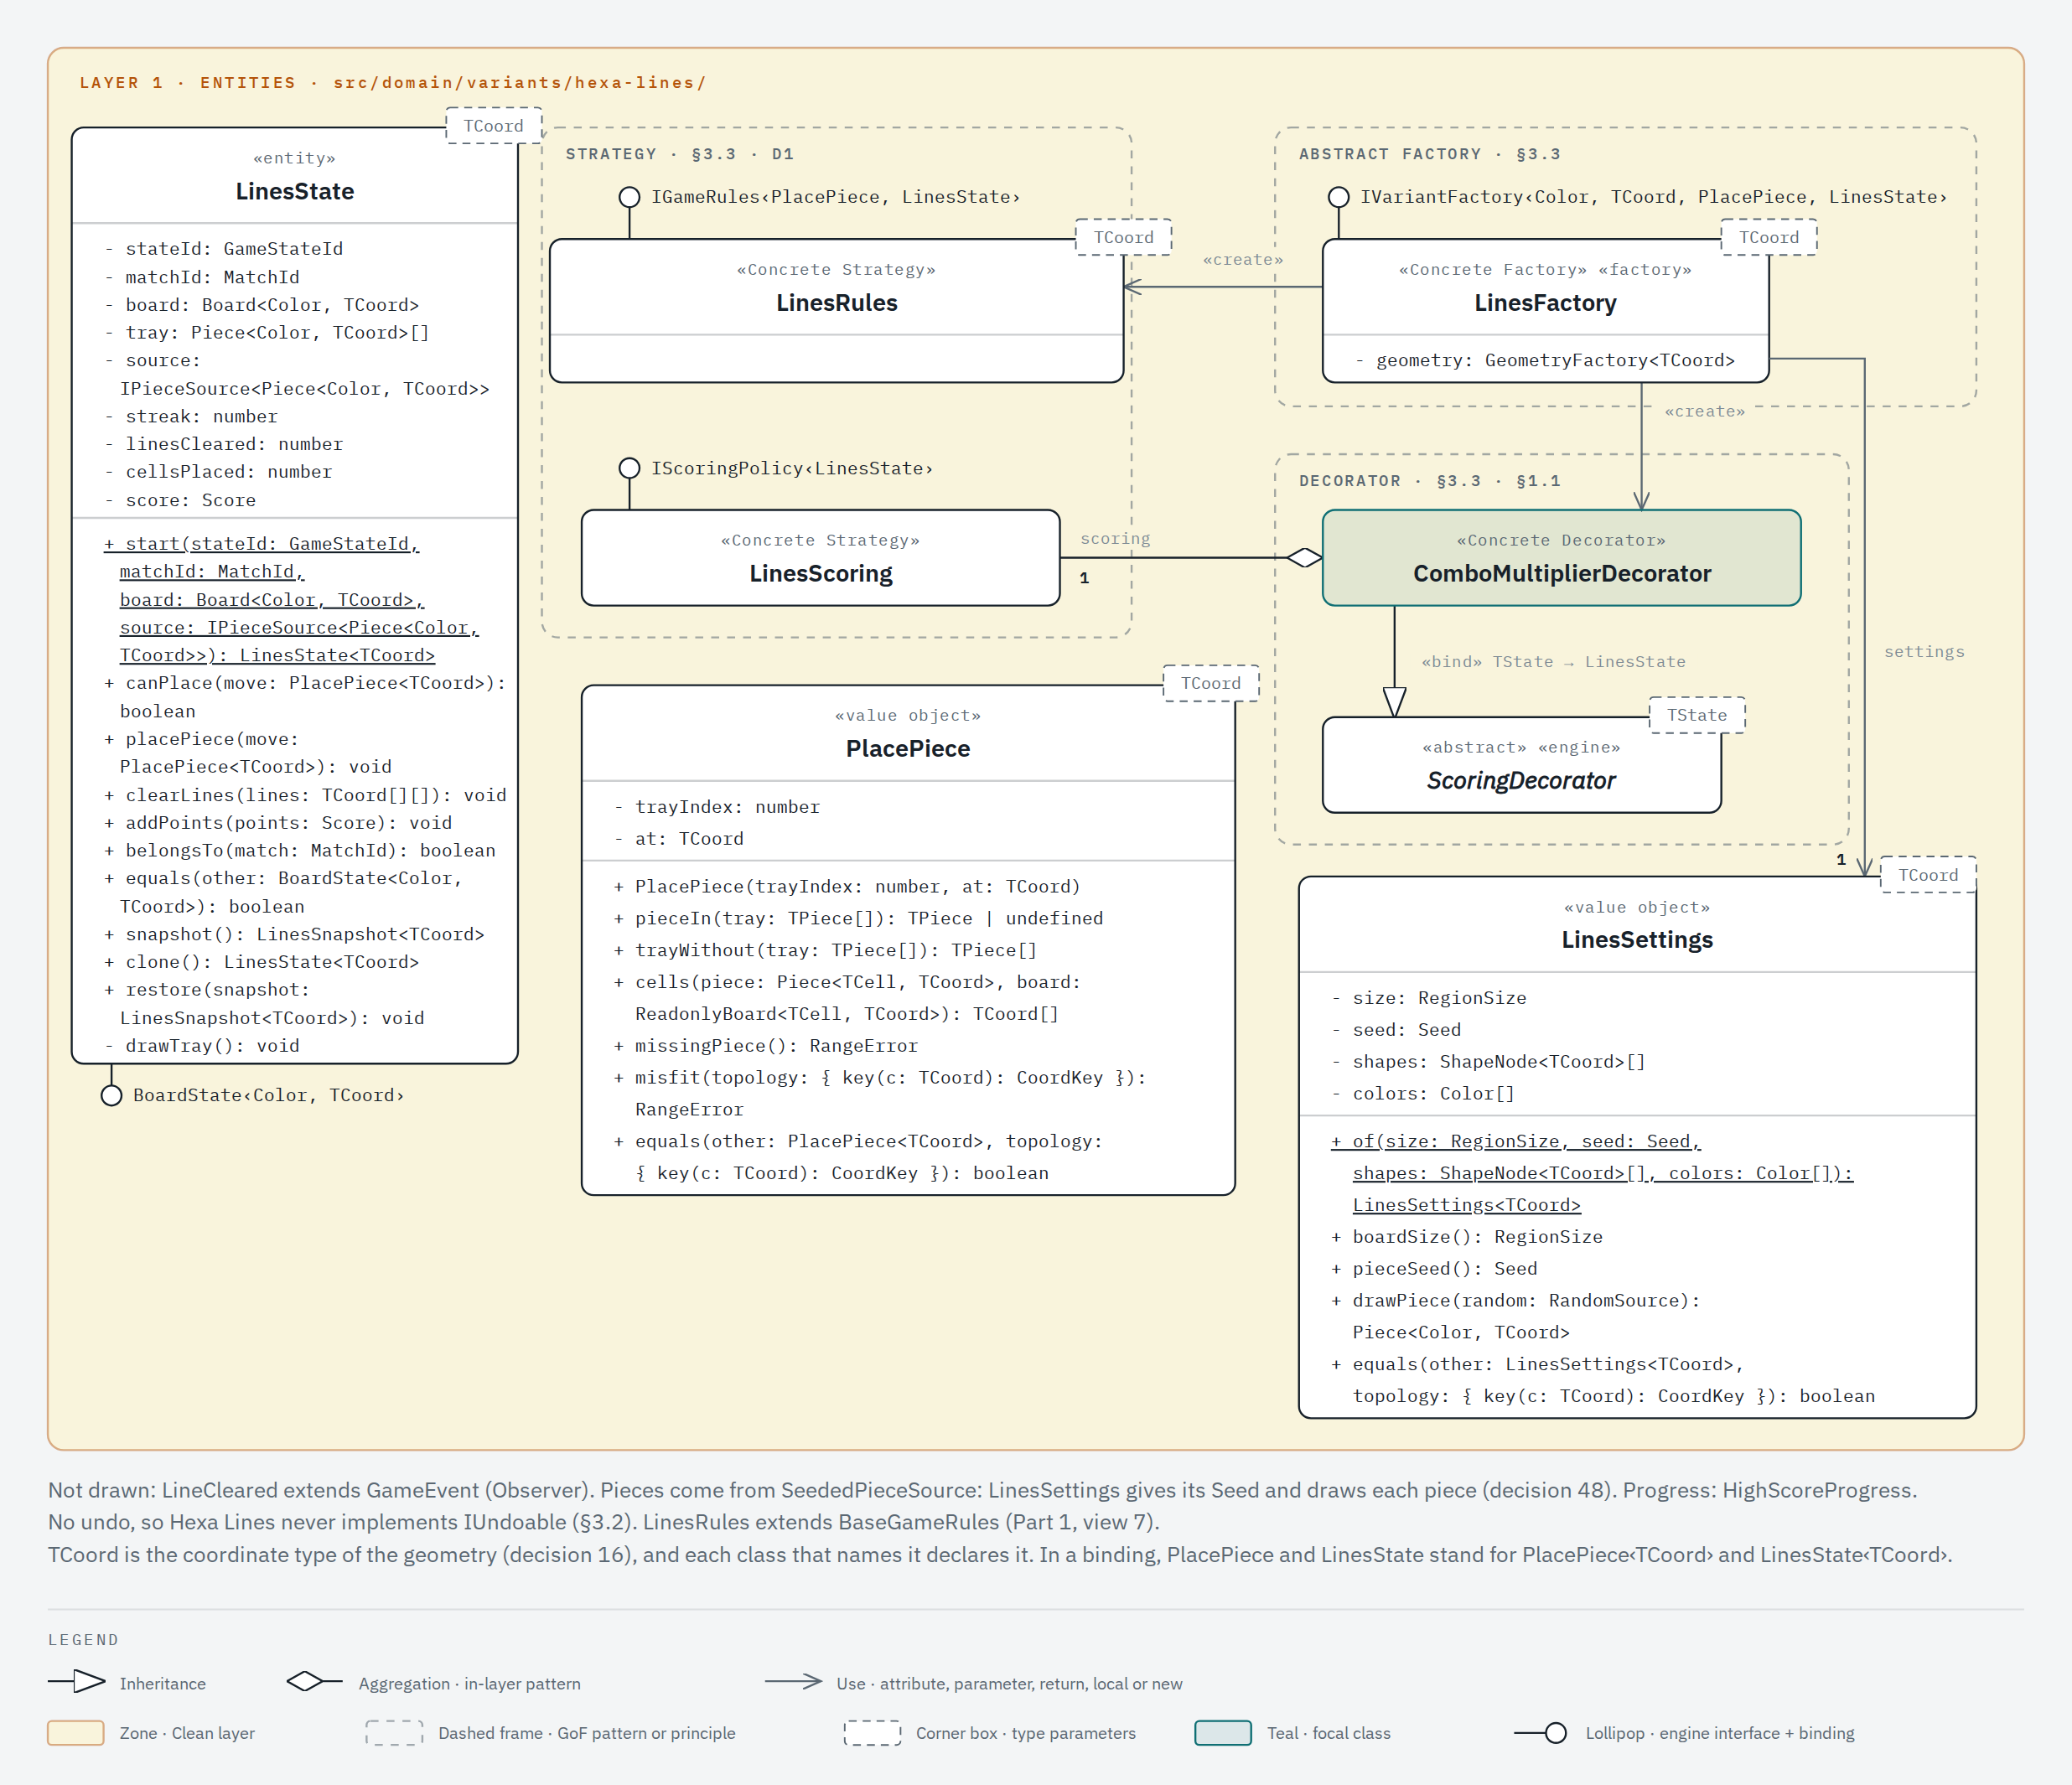 LAYER 1 · ENTITIES · src/domain/variants/hexa-lines/
TCoord
«entity»
LinesState
- stateId: GameStateId
- matchId: MatchId
- board: Board<Color, TCoord>
- tray: Piece<Color, TCoord>[]
- source:
IPieceSource<Piece<Color, TCoord>>
- streak: number
- linesCleared: number
- cellsPlaced: number
- score: Score
+ start(stateId: GameStateId,
matchId: MatchId,
board: Board<Color, TCoord>,
source: IPieceSource<Piece<Color,
TCoord>>): LinesState<TCoord>
+ canPlace(move: PlacePiece<TCoord>):
boolean
+ placePiece(move:
PlacePiece<TCoord>): void
+ clearLines(lines: TCoord[][]): void
+ addPoints(points: Score): void
+ belongsTo(match: MatchId): boolean
+ equals(other: BoardState<Color,
TCoord>): boolean
+ snapshot(): LinesSnapshot<TCoord>
+ clone(): LinesState<TCoord>
+ restore(snapshot:
LinesSnapshot<TCoord>): void
- drawTray(): void
BoardState‹Color, TCoord›
STRATEGY · §3.3 · D1
IGameRules‹PlacePiece, LinesState›
TCoord
«Concrete Strategy»
LinesRules
IScoringPolicy‹LinesState›
«Concrete Strategy»
LinesScoring
scoring
1
«create»
ABSTRACT FACTORY · §3.3
IVariantFactory‹Color, TCoord, PlacePiece, LinesState›
TCoord
«Concrete Factory» «factory»
LinesFactory
- geometry: GeometryFactory<TCoord>
«create»
DECORATOR · §3.3 · §1.1
«Concrete Decorator»
ComboMultiplierDecorator
«bind» TState → LinesState
TState
«abstract» «engine»
ScoringDecorator
settings
1
TCoord
«value object»
PlacePiece
- trayIndex: number
- at: TCoord
+ PlacePiece(trayIndex: number, at: TCoord)
+ pieceIn(tray: TPiece[]): TPiece | undefined
+ trayWithout(tray: TPiece[]): TPiece[]
+ cells(piece: Piece<TCell, TCoord>, board:
ReadonlyBoard<TCell, TCoord>): TCoord[]
+ missingPiece(): RangeError
+ misfit(topology: { key(c: TCoord): CoordKey }):
RangeError
+ equals(other: PlacePiece<TCoord>, topology:
{ key(c: TCoord): CoordKey }): boolean
TCoord
«value object»
LinesSettings
- size: RegionSize
- seed: Seed
- shapes: ShapeNode<TCoord>[]
- colors: Color[]
+ of(size: RegionSize, seed: Seed,
shapes: ShapeNode<TCoord>[], colors: Color[]):
LinesSettings<TCoord>
+ boardSize(): RegionSize
+ pieceSeed(): Seed
+ drawPiece(random: RandomSource):
Piece<Color, TCoord>
+ equals(other: LinesSettings<TCoord>,
topology: { key(c: TCoord): CoordKey }): boolean
Not drawn: LineCleared extends GameEvent (Observer). Pieces come from SeededPieceSource: LinesSettings gives its Seed and draws each piece (decision 48). Progress: HighScoreProgress.
No undo, so Hexa Lines never implements IUndoable (§3.2). LinesRules extends BaseGameRules (Part 1, view 7).
TCoord is the coordinate type of the geometry (decision 16), and each class that names it declares it. In a binding, PlacePiece and LinesState stand for PlacePiece‹TCoord› and LinesState‹TCoord›.
LEGEND
Inheritance
Aggregation · in-layer pattern
Use · attribute, parameter, return, local or new
Zone · Clean layer
Dashed frame · GoF pattern or principle
Corner box · type parameters
Teal · focal class
Lollipop · engine interface + binding